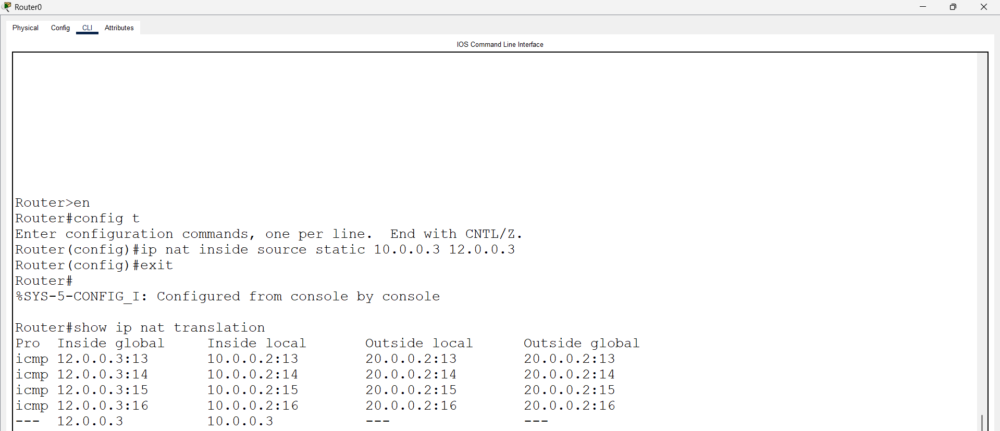 Router0
Physical Config CLI Attributes
IOS Command Line Interface
Router>en
Router#config t
Enter configuration commands, one per line.  End with CNTL/Z.
Router(config)#ip nat inside source static 10.0.0.3 12.0.0.3
Router(config)#exit
Router#
%SYS-5-CONFIG_I: Configured from console by console
Router#show ip nat translation
Pro  Inside global     Inside local       Outside local      Outside global
icmp 12.0.0.3:13       10.0.0.2:13        20.0.0.2:13        20.0.0.2:13
icmp 12.0.0.3:14       10.0.0.2:14        20.0.0.2:14        20.0.0.2:14
icmp 12.0.0.3:15       10.0.0.2:15        20.0.0.2:15        20.0.0.2:15
icmp 12.0.0.3:16       10.0.0.2:16        20.0.0.2:16        20.0.0.2:16
---  12.0.0.3          10.0.0.3           ---                ---